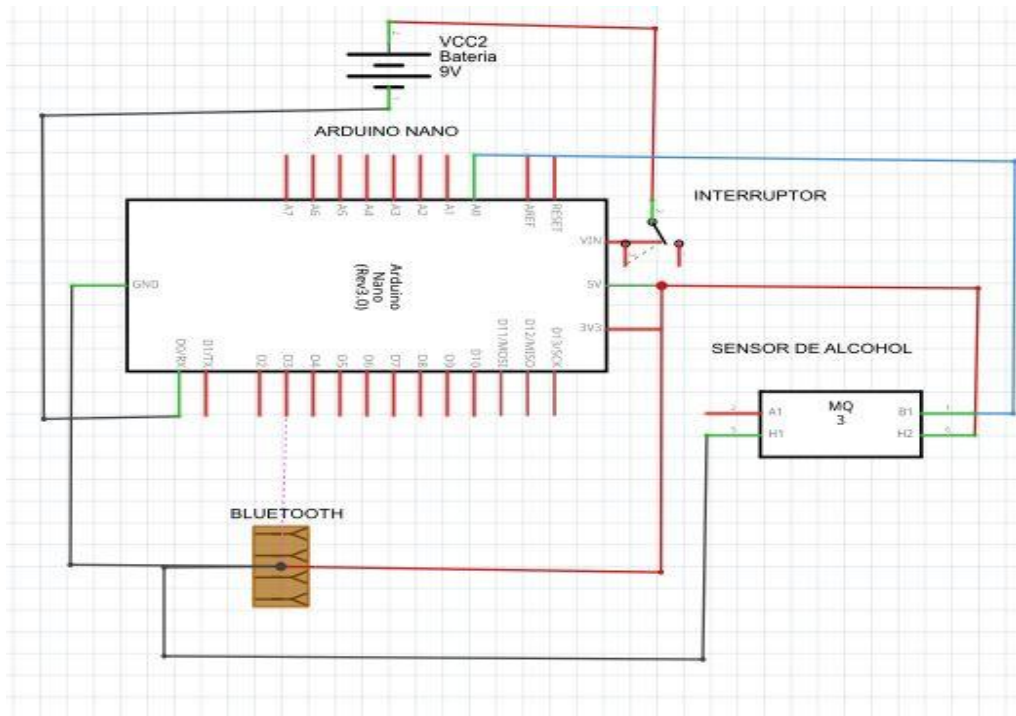 VCC2
Bateria
9V
ARDUINO NANO
A7
A6
A5
A4
A3
A2
A1
A0
AREF
RESET
INTERRUPTOR
VIN
GND
Arduino
Nano
(Rev3.0)
5V
3V3
D0/RX
D1/TX
D2
D3
D4
D5
D6
D7
D8
D9
D10
D11/MOSI
D12/MISO
D13/SCK
SENSOR DE ALCOHOL
MQ
3
A1
B1
H1
H2
BLUETOOTH